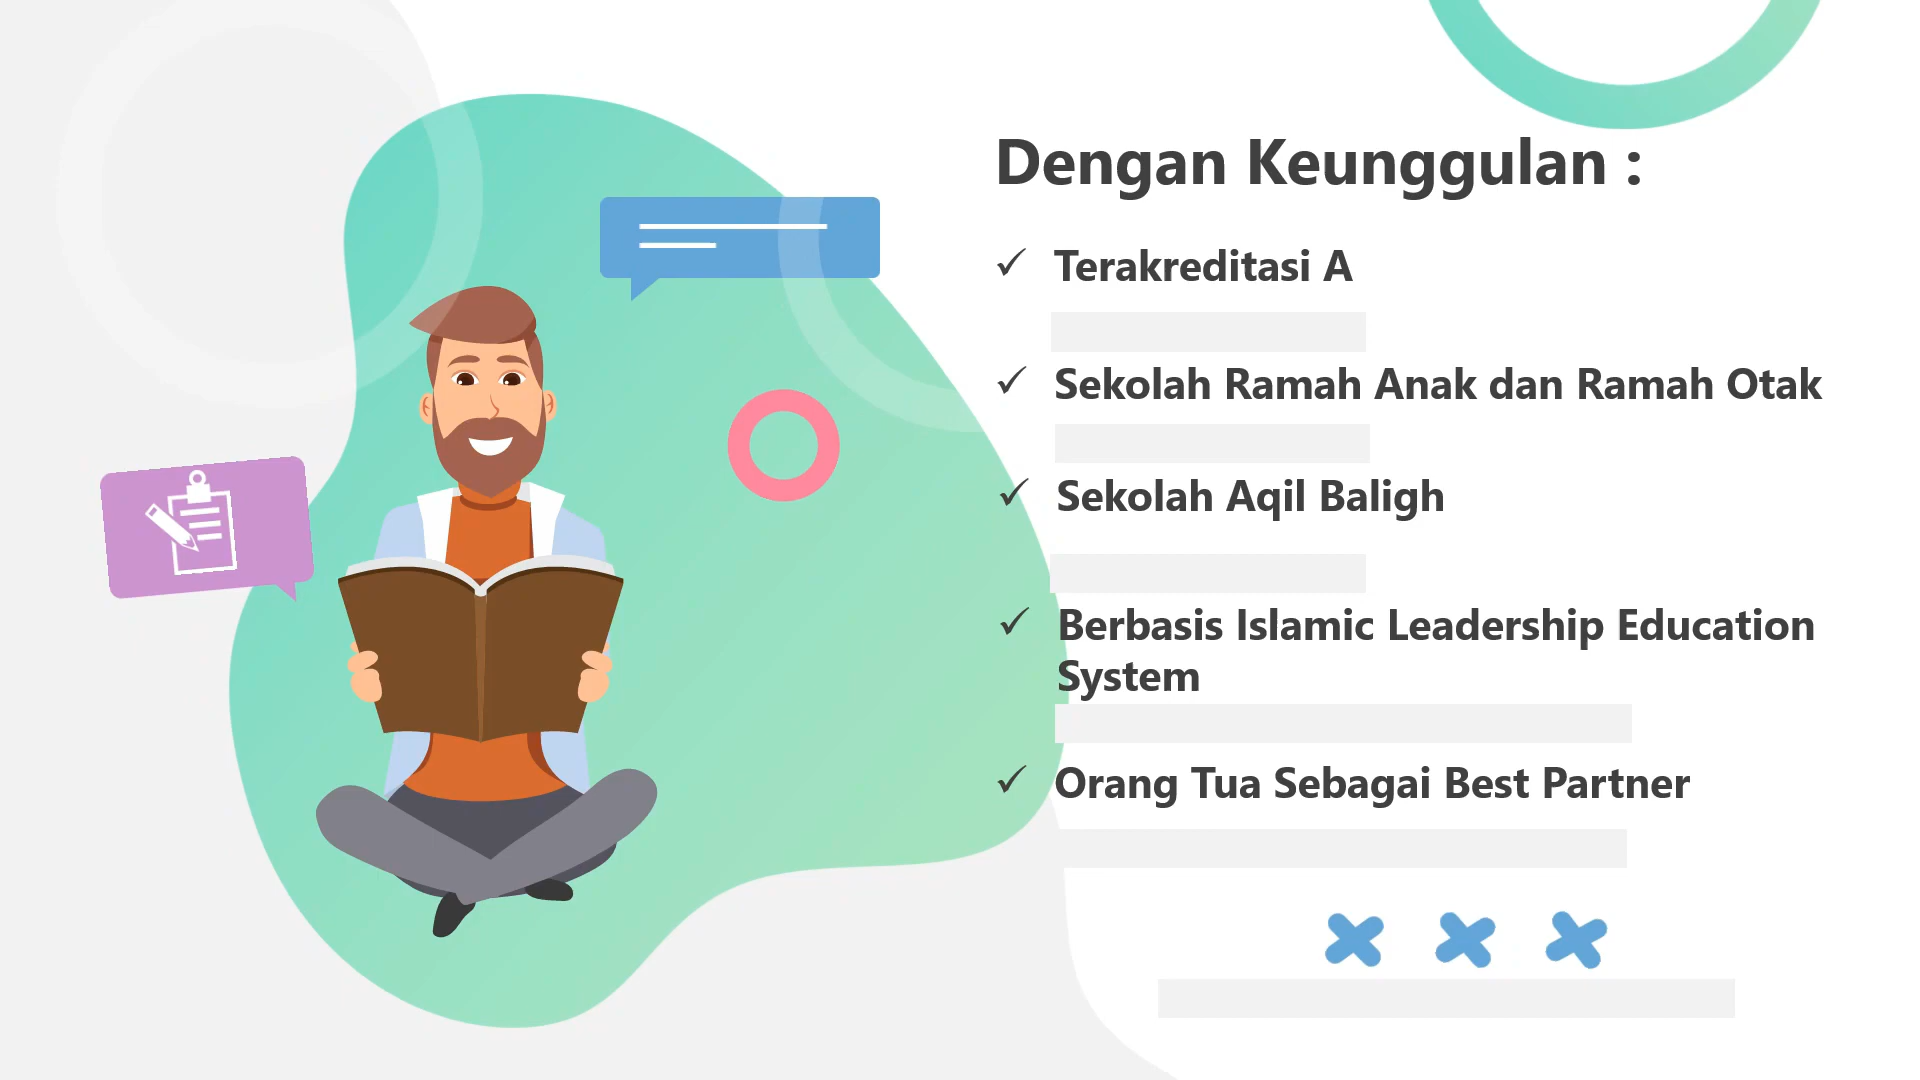 Dengan Keunggulan :
✓ Terakreditasi A
✓ Sekolah Ramah Anak dan Ramah Otak
✓ Sekolah Aqil Baligh
✓ Berbasis Islamic Leadership Education
System
✓ Orang Tua Sebagai Best Partner